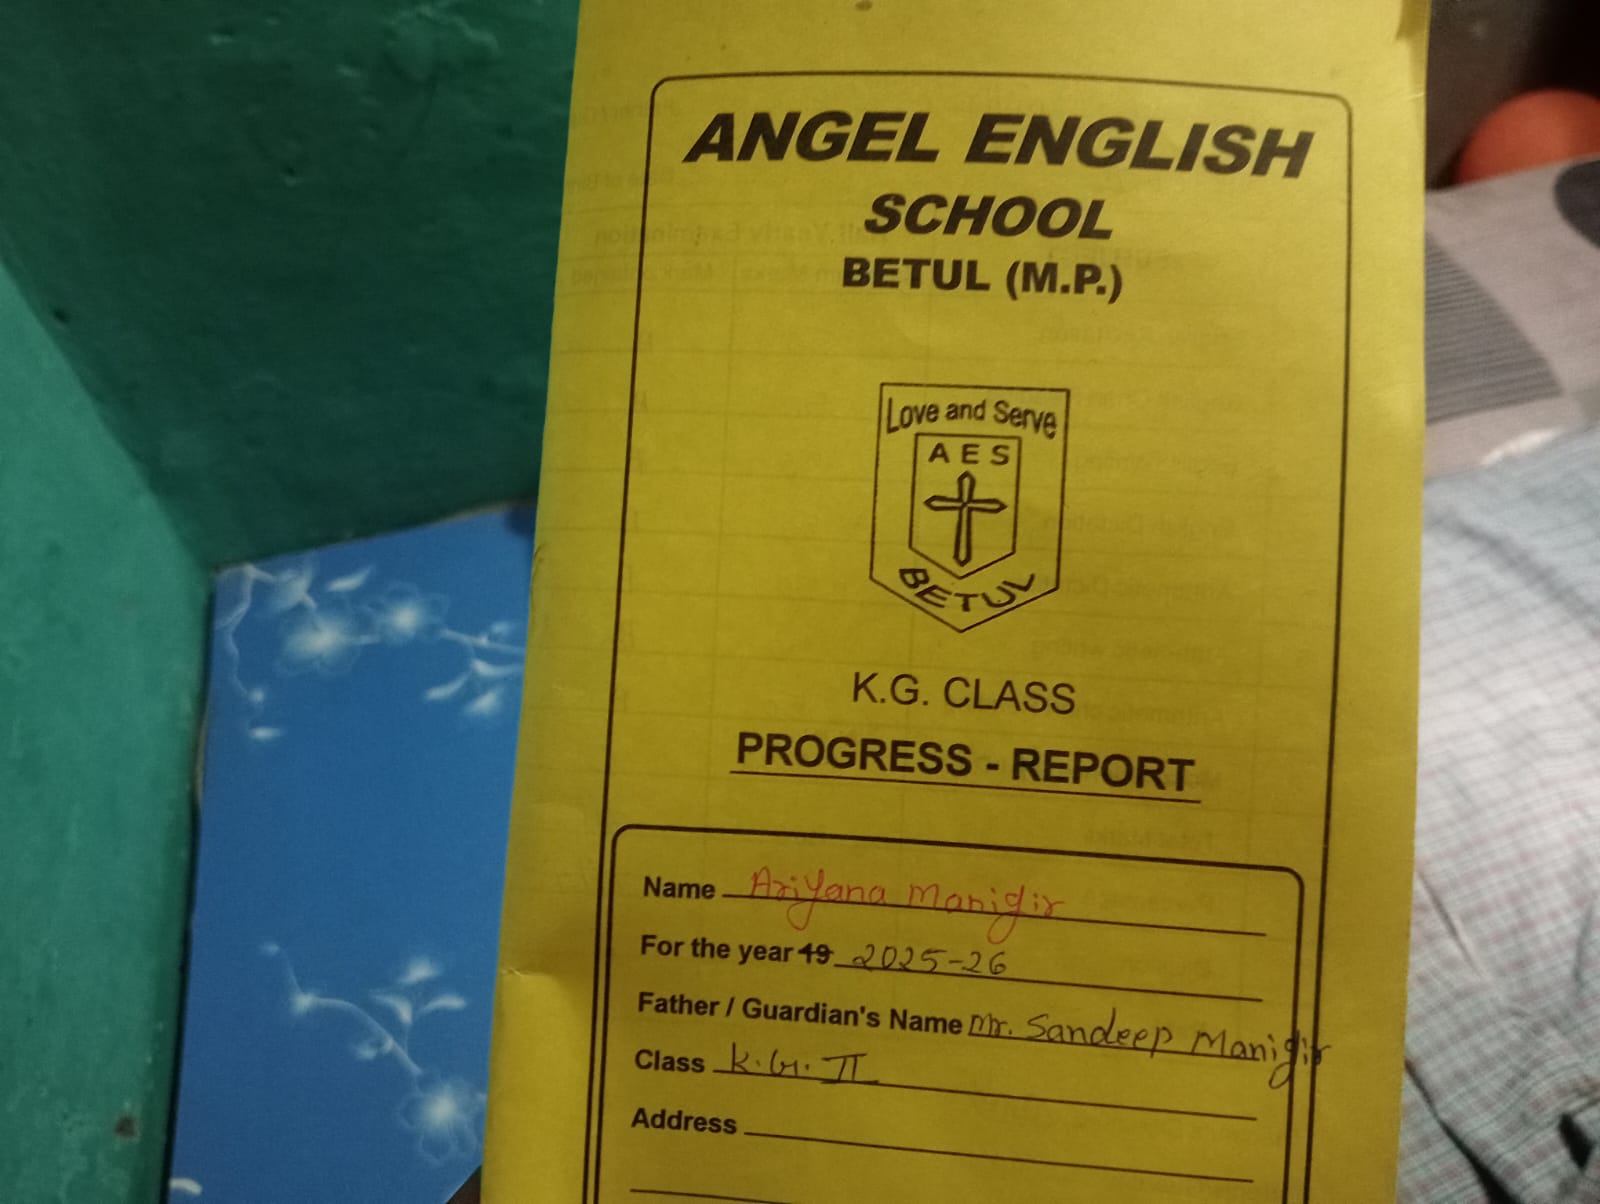 ANGEL ENGLISH
SCHOOL
BETUL (M.P.)
Love and Serve
AES
BETUL
K.G. CLASS
PROGRESS - REPORT
Name Ariyana Manigir
For the year 19 2025-26
Father / Guardian's Name Mr. Sandeep Manigir
Class K.G. II
Address